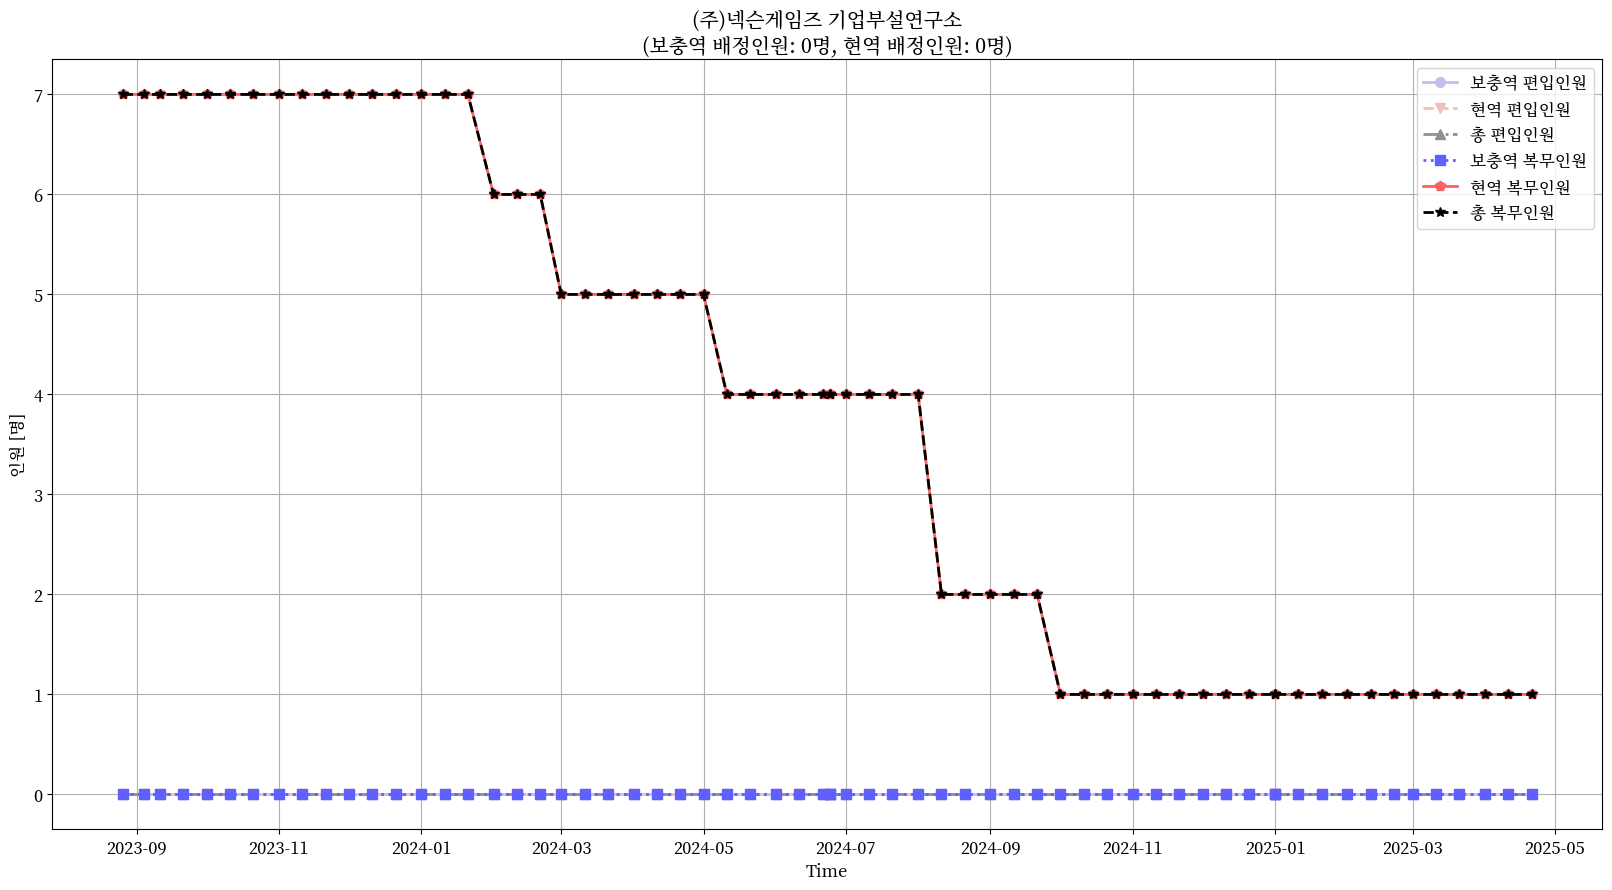 (주)넥슨게임즈 기업부설연구소
(보충역 배정인원: 0명, 현역 배정인원: 0명)
보충역 편입인원
현역 편입인원
총 편입인원
보충역 복무인원
현역 복무인원
총 복무인원
인원 [명]
7
6
5
4
3
2
1
0
2023-09 2023-11 2024-01 2024-03 2024-05 2024-07 2024-09 2024-11 2025-01 2025-03 2025-05
Time